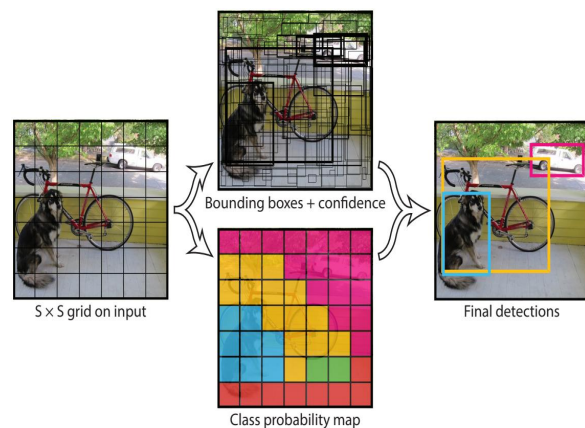 Bounding boxes + confidence
S × S grid on input
Final detections
Class probability map